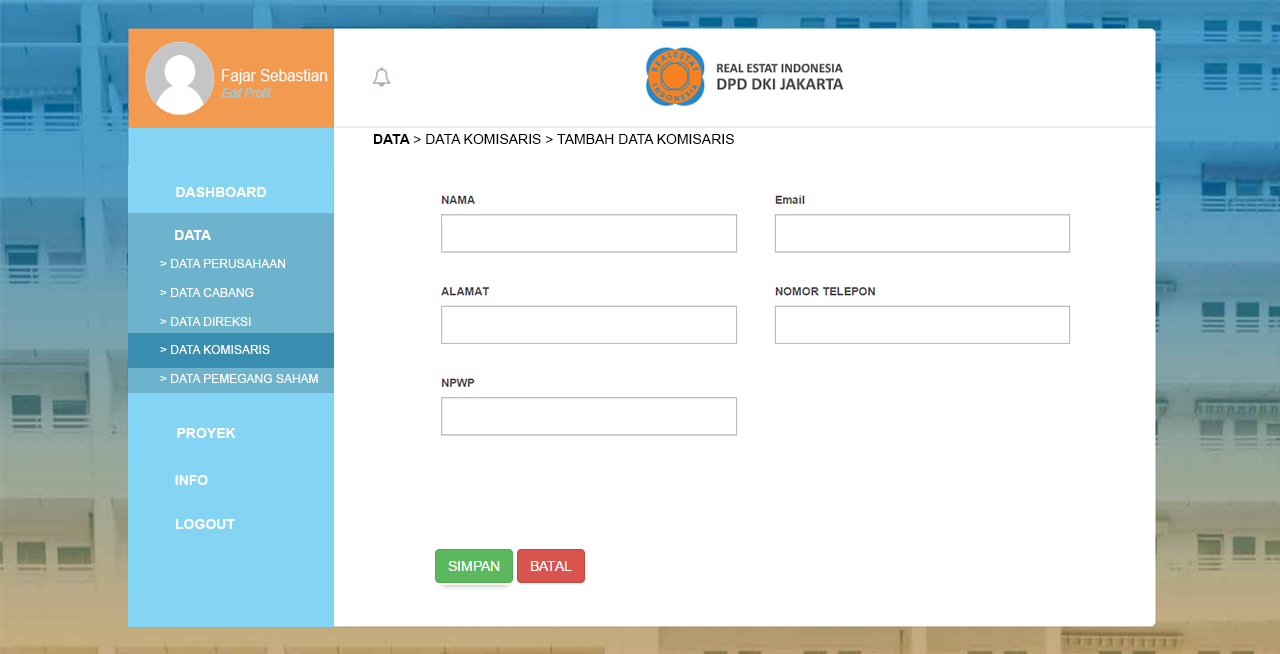 Fajar Sebastian
Edit Profil
REALESTAT
INDONESIA
REAL ESTAT INDONESIA
DPD DKI JAKARTA
DATA > DATA KOMISARIS > TAMBAH DATA KOMISARIS
DASHBOARD
DATA
> DATA PERUSAHAAN
> DATA CABANG
> DATA DIREKSI
> DATA KOMISARIS
> DATA PEMEGANG SAHAM
PROYEK
INFO
LOGOUT
NAMA
Email
ALAMAT
NOMOR TELEPON
NPWP
SIMPAN
BATAL